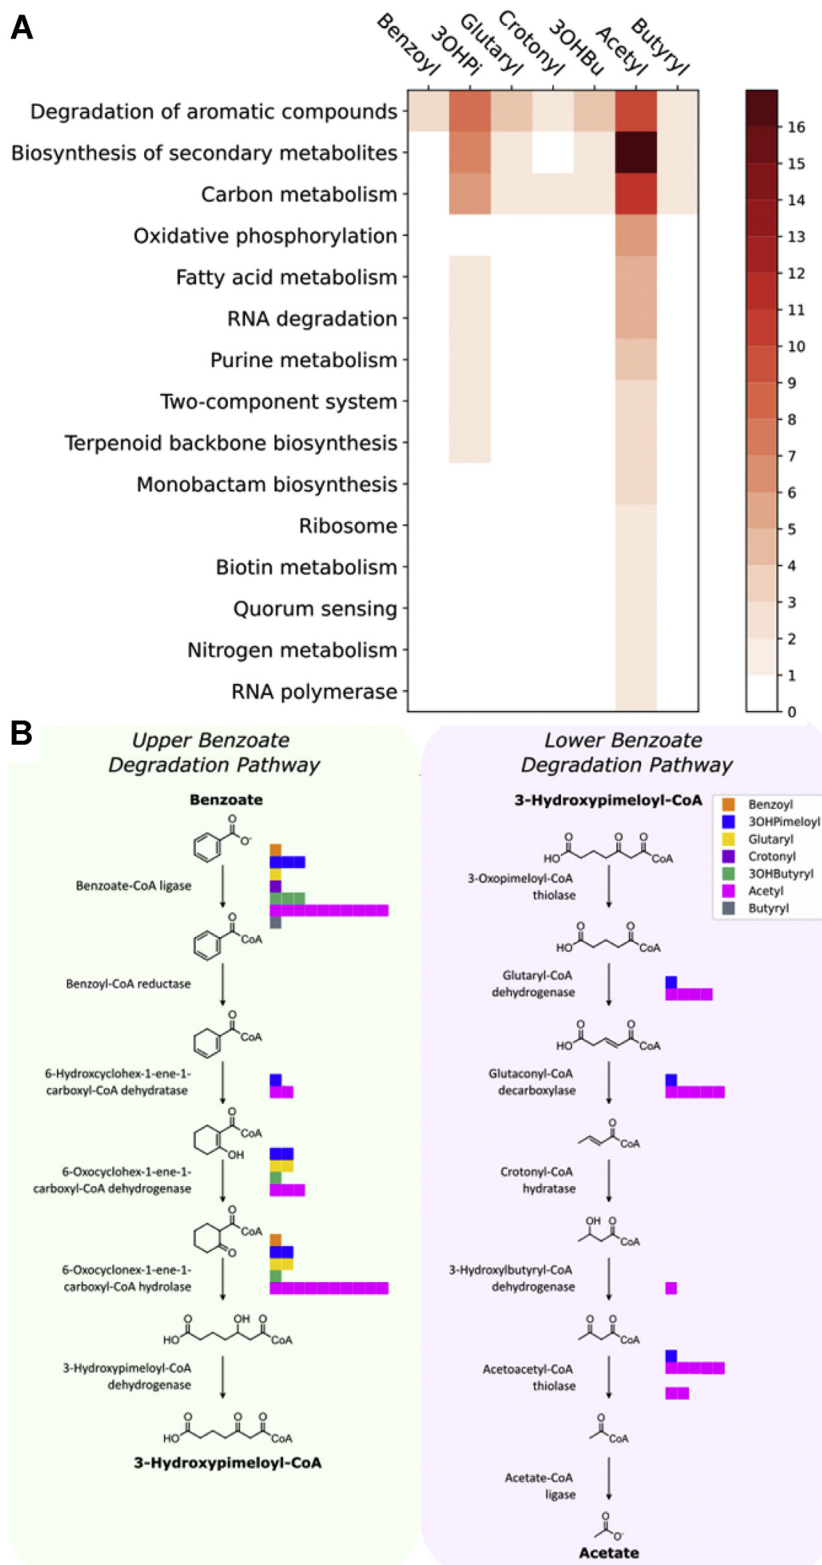 A
Benzoyl
3OHPi
Glutaryl
Crotonyl
3OHBu
Acetyl
Butyryl
Degradation of aromatic compounds
Biosynthesis of secondary metabolites
Carbon metabolism
Oxidative phosphorylation
Fatty acid metabolism
RNA degradation
Purine metabolism
Two-component system
Terpenoid backbone biosynthesis
Monobactam biosynthesis
Ribosome
Biotin metabolism
Quorum sensing
Nitrogen metabolism
RNA polymerase
16
15
14
13
12
11
10
9
8
7
6
5
4
3
2
1
0
B
Upper Benzoate
Degradation Pathway
Benzoate
O
O-
Benzoate-CoA ligase
O
CoA
Benzoyl-CoA reductase
O
CoA
6-Hydroxcyclohex-1-ene-1-
carboxyl-CoA dehydratase
O
CoA
OH
6-Oxocyclohex-1-ene-1-
carboxyl-CoA dehydrogenase
O
CoA
O
6-Oxocyclonex-1-ene-1-
carboxyl-CoA hydrolase
O OH O
HO CoA
3-Hydroxypimeloyl-CoA
dehydrogenase
O O O
HO CoA
3-Hydroxypimeloyl-CoA
Lower Benzoate
Degradation Pathway
3-Hydroxypimeloyl-CoA
Benzoyl
3OHPimeloyl
Glutaryl
Crotonyl
3OHButyryl
Acetyl
Butyryl
O O O
HO CoA
3-Oxopimeloyl-CoA
thiolase
O O
HO CoA
Glutaryl-CoA
dehydrogenase
O O
HO CoA
Glutaconyl-CoA
decarboxylase
O
CoA
Crotonyl-CoA
hydratase
OH O
CoA
3-Hydroxylbutyryl-CoA
dehydrogenase
O O
CoA
Acetoacetyl-CoA
thiolase
O
CoA
Acetate-CoA
ligase
O
O-
Acetate